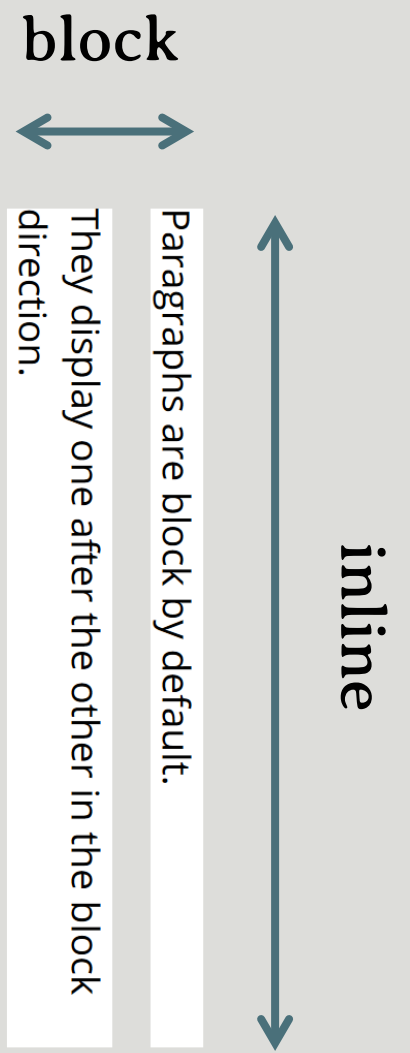 block
inline
Paragraphs are block by default.
They display one after the other in the block
direction.